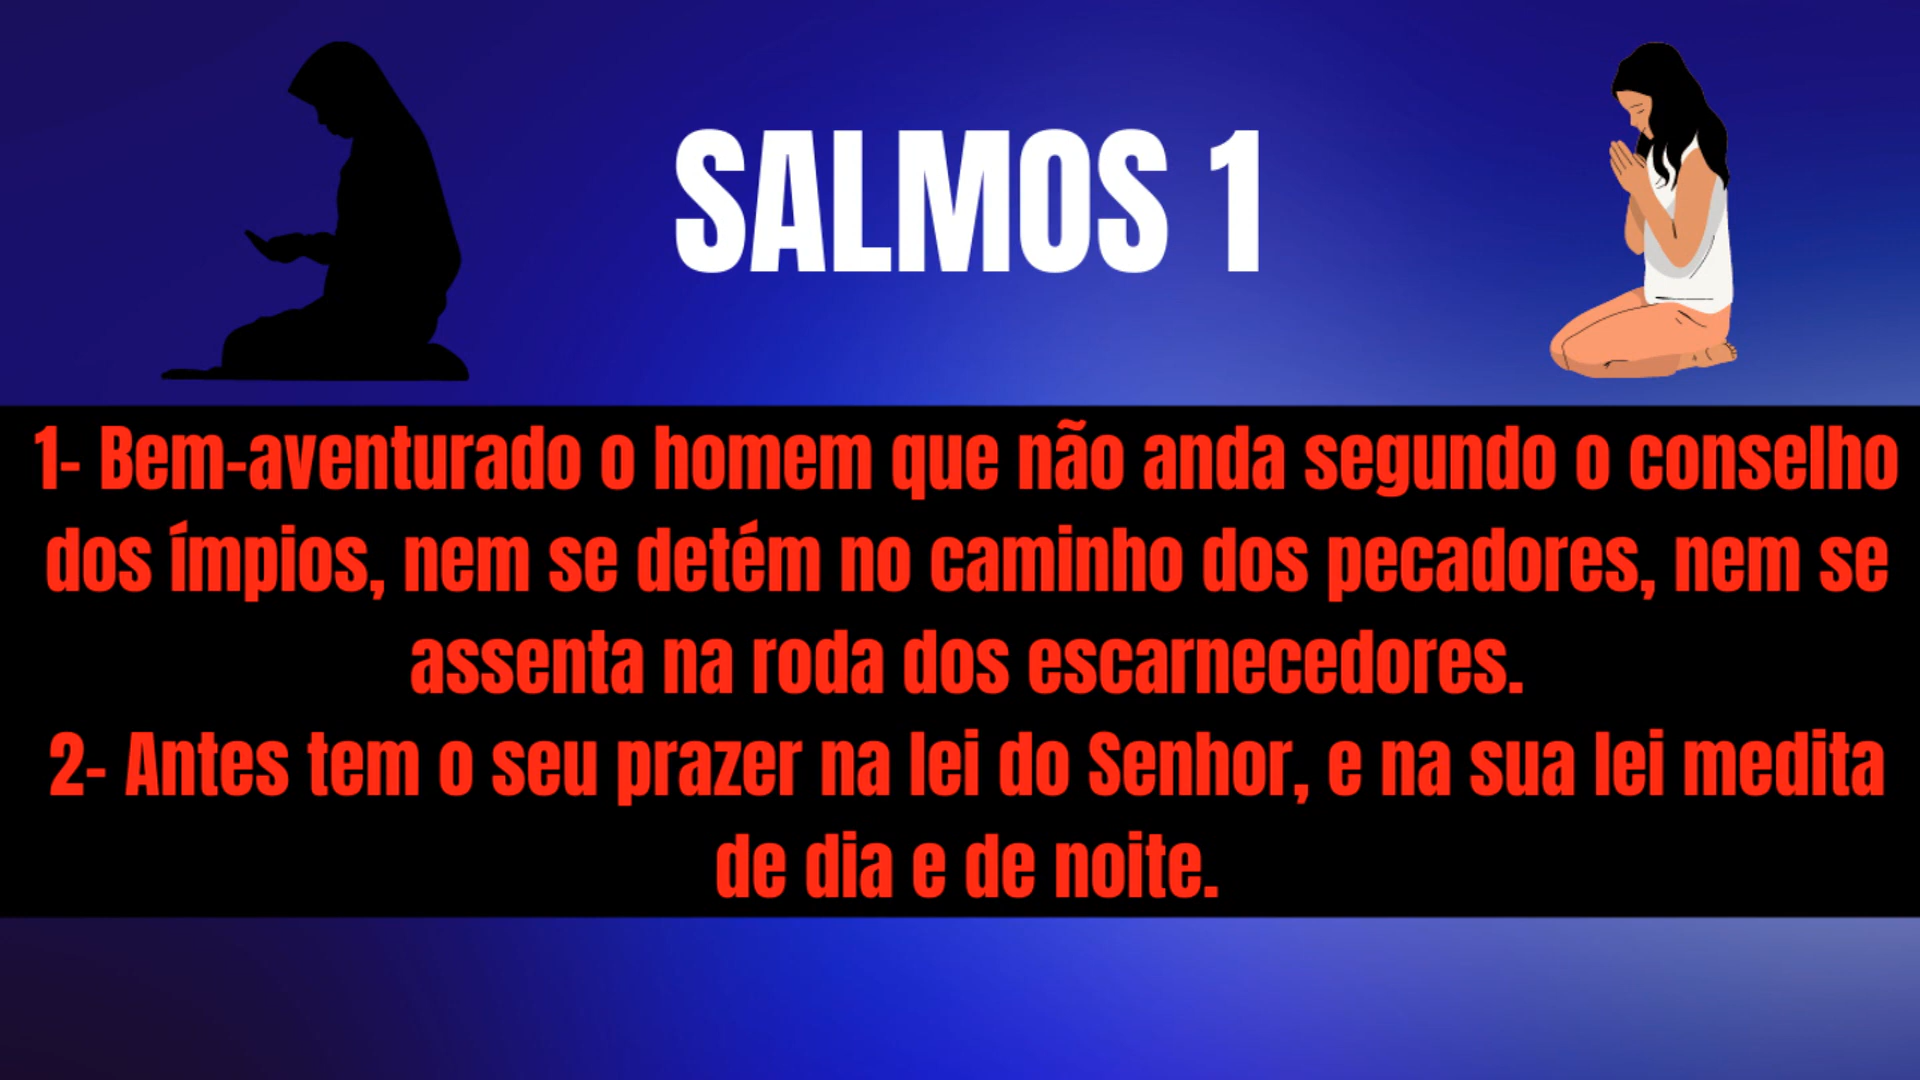 SALMOS 1
1- Bem-aventurado o homem que não anda segundo o conselho
dos ímpios, nem se detém no caminho dos pecadores, nem se
assenta na roda dos escarnecedores.
2- Antes tem o seu prazer na lei do Senhor, e na sua lei medita
de dia e de noite.